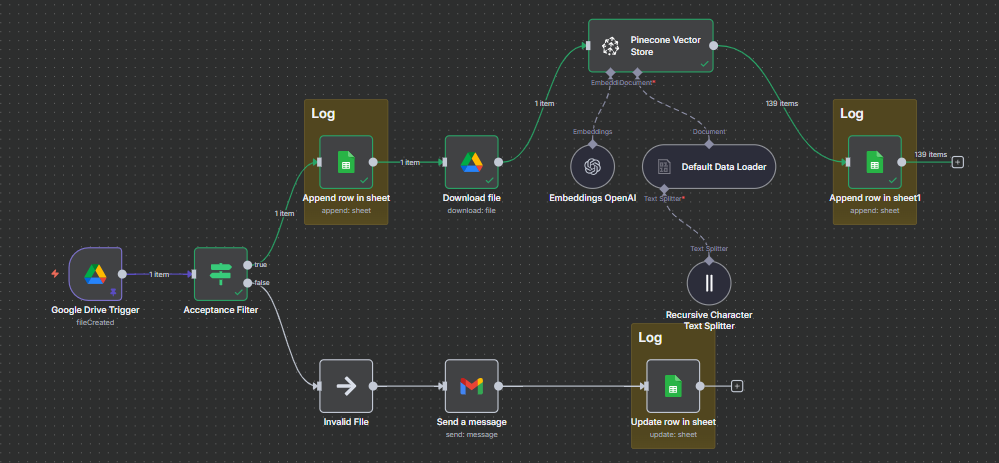 Pinecone Vector
Store
Embeddi
Document*
1 item
139 items
Log
Log
Embeddings
Document
Default Data Loader
1 item
139 items
Append row in sheet
append: sheet
Download file
download: file
Embeddings OpenAI
Text Splitter*
Append row in sheet1
append: sheet
1 item
Text Splitter
true
1 item
false
Google Drive Trigger
fileCreated
Acceptance Filter
Recursive Character
Text Splitter
Log
Invalid File
Send a message
send: message
Update row in sheet
update: sheet